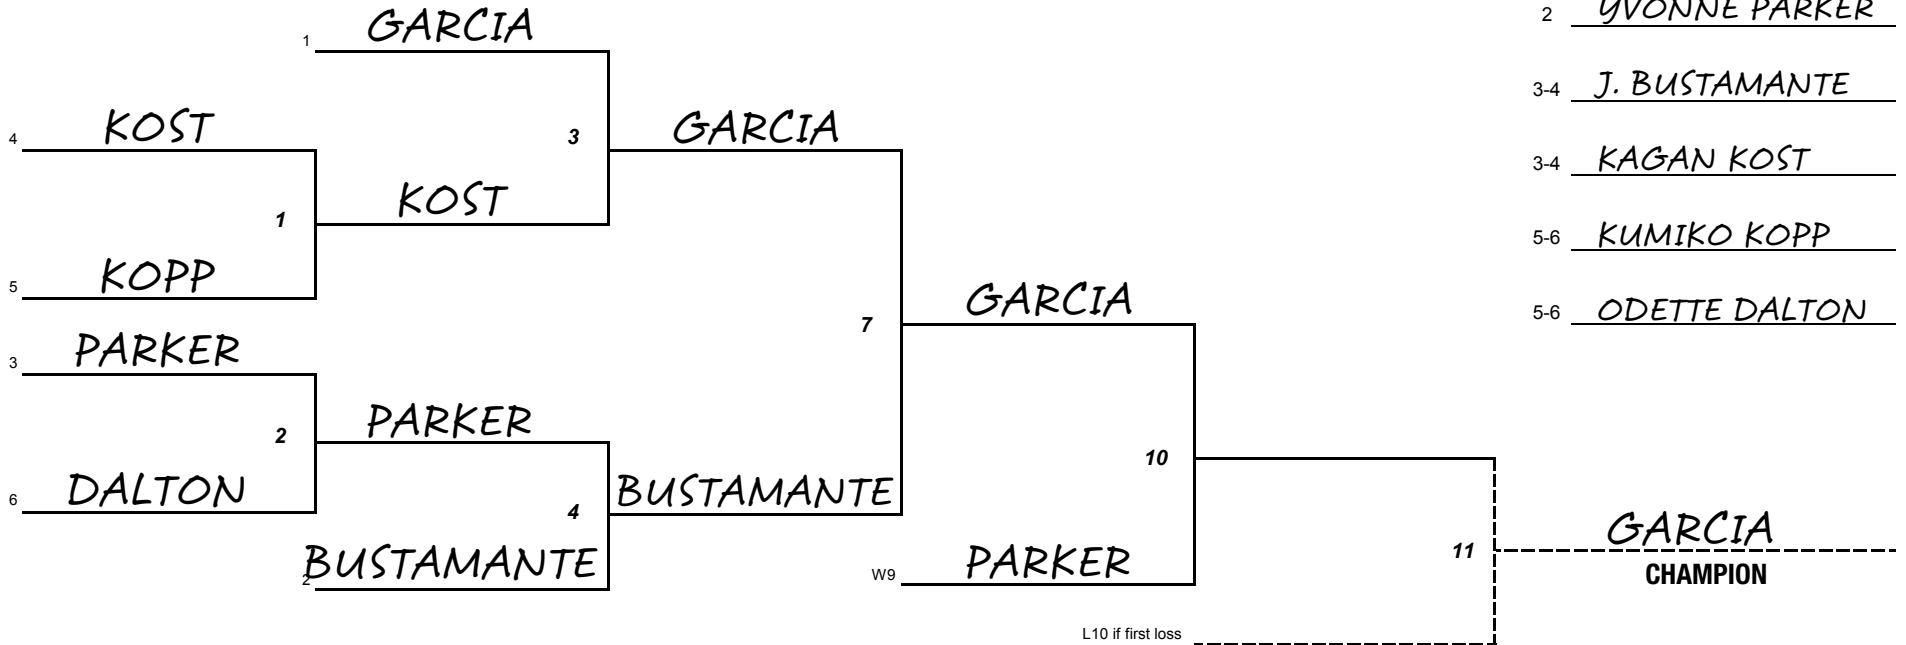 2 YVONNE PARKER
1 GARCIA
3-4 J. BUSTAMANTE
4 KOST
3 GARCIA
3-4 KAGAN KOST
1 KOST
5-6 KUMIKO KOPP
5 KOPP
7 GARCIA
5-6 ODETTE DALTON
3 PARKER
2 PARKER
10
6 DALTON
4 BUSTAMANTE
11 GARCIA
2 BUSTAMANTE
W9 PARKER
CHAMPION
L10 if first loss